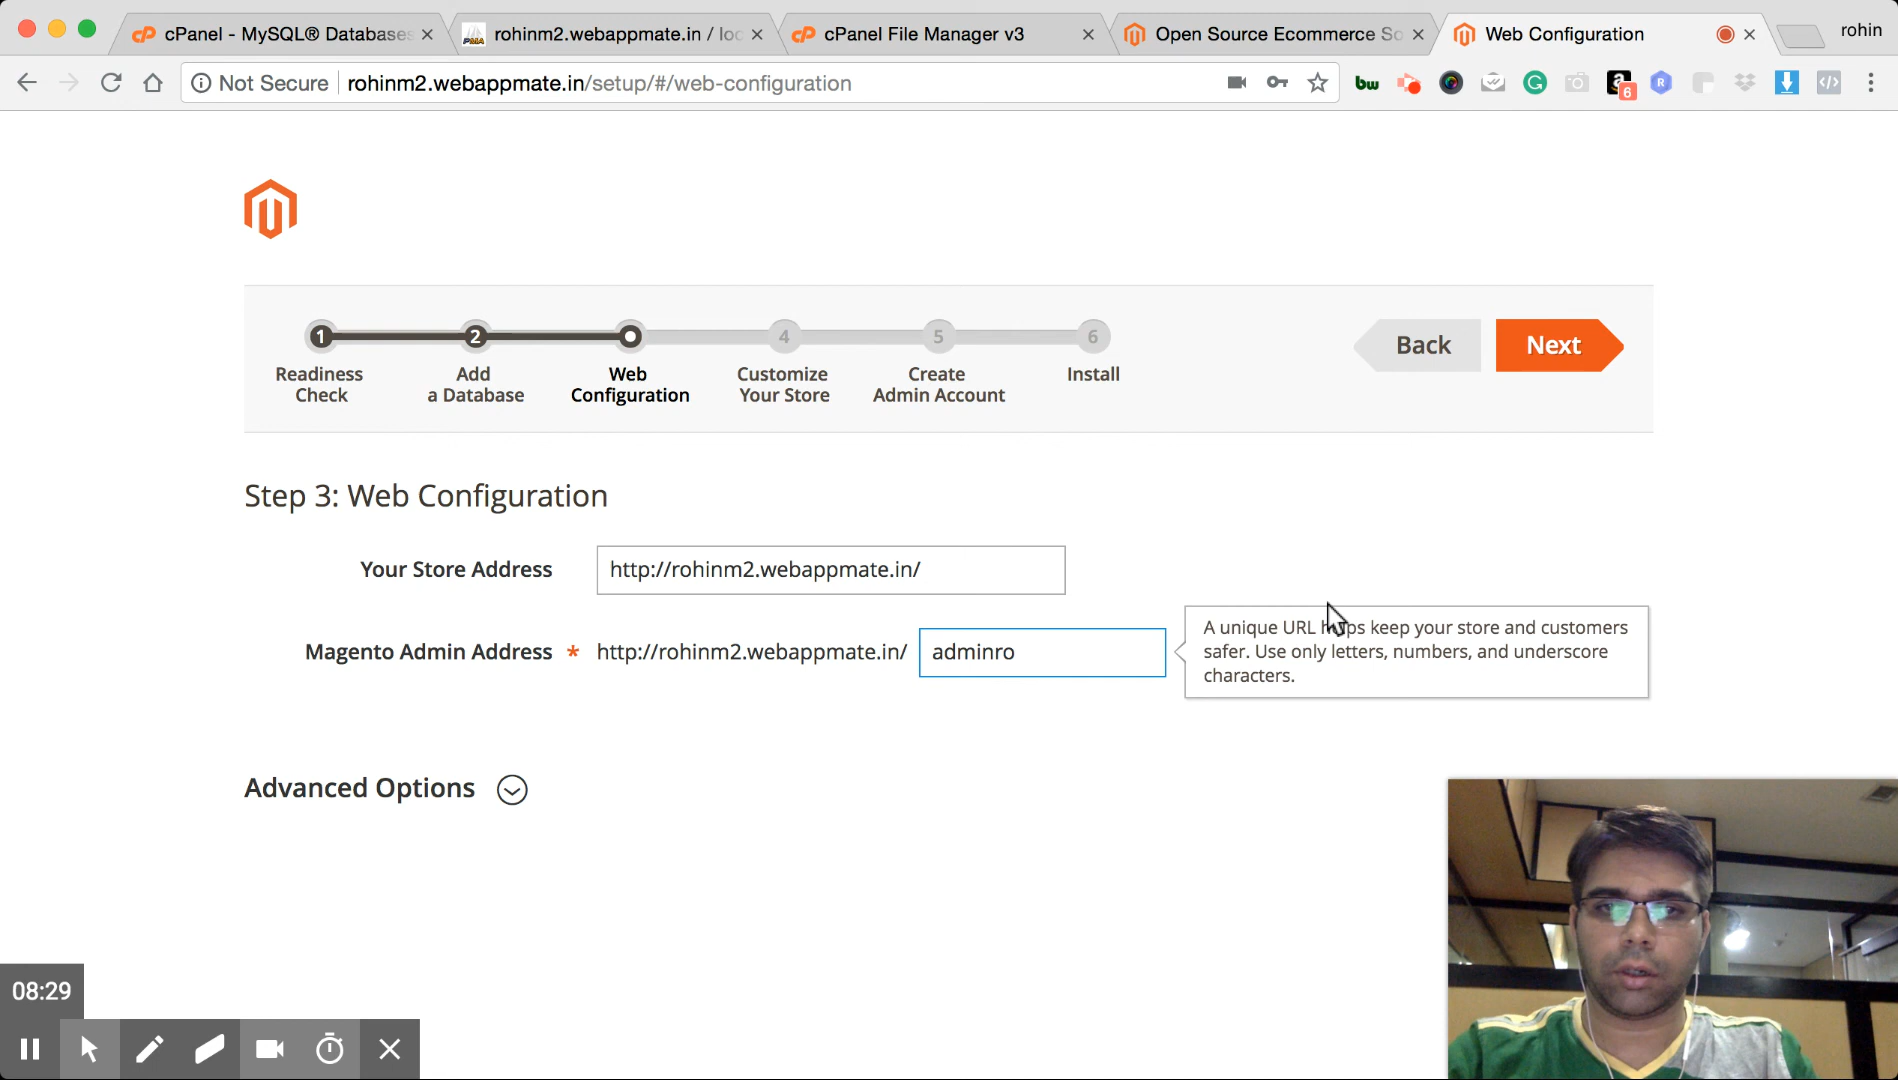 cPanel - MySQL® Databases
rohinm2.webappmate.in / loc
cPanel File Manager v3
Open Source Ecommerce So
Web Configuration
rohin
Not Secure
rohinm2.webappmate.in/setup/#/web-configuration
bw
6
R
1
2
4
5
6
Readiness
Check
Add
a Database
Web
Configuration
Customize
Your Store
Create
Admin Account
Install
Back
Next
Step 3: Web Configuration
Your Store Address
http://rohinm2.webappmate.in/
Magento Admin Address * http://rohinm2.webappmate.in/
adminro
A unique URL helps keep your store and customers
safer. Use only letters, numbers, and underscore
characters.
Advanced Options
08:29